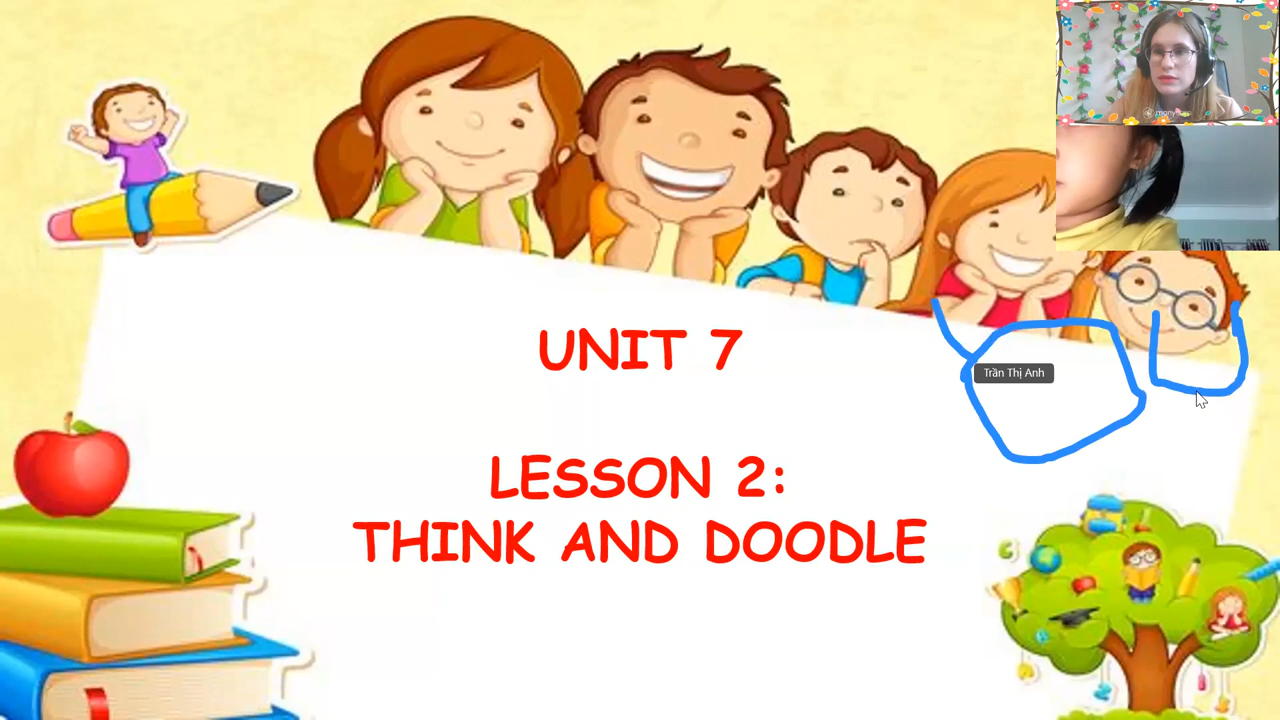 UNIT 7
Trần Thị Anh
LESSON 2:
THINK AND DOODLE